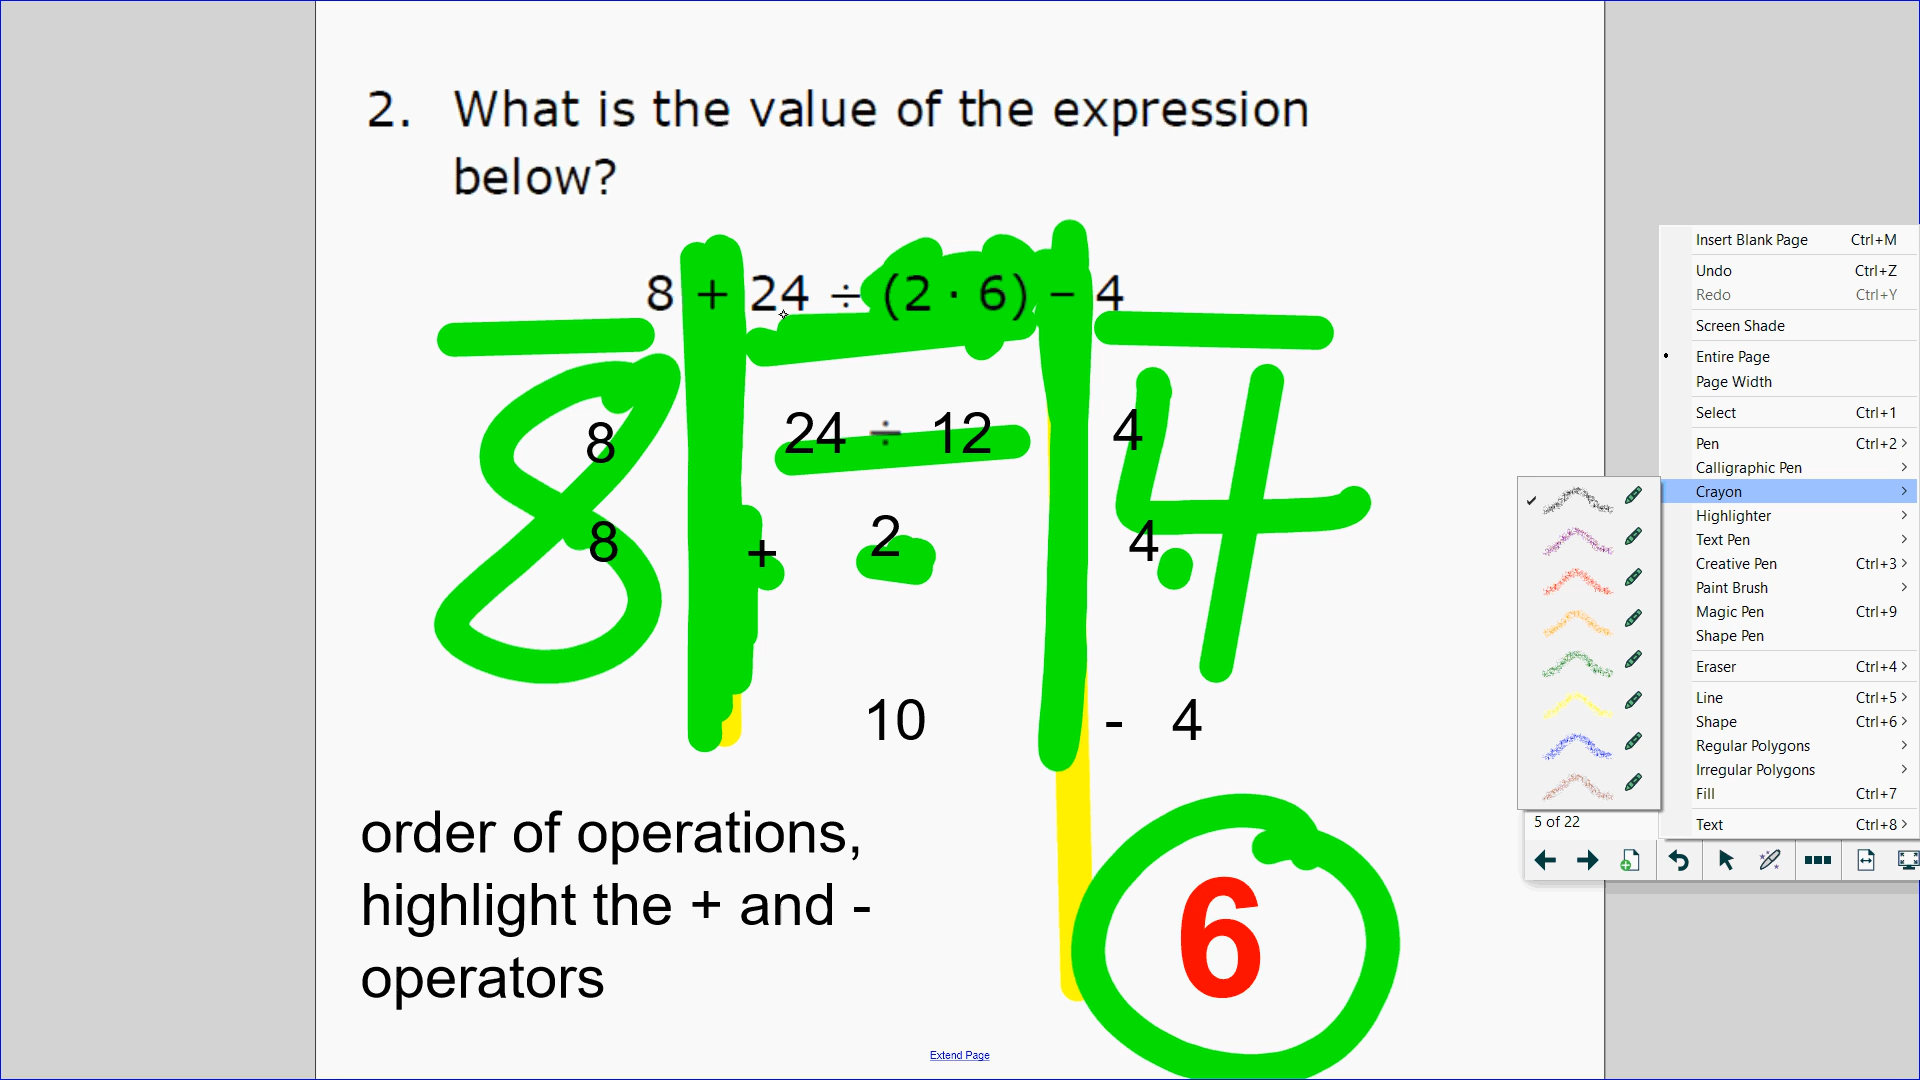 2. What is the value of the expression
below?
8 + 24 ÷ (2 · 6) − 4
8 4
8 24 ÷ 12 4
8 + 2 4
10 - 4
order of operations,
highlight the + and -
operators
6
Extend Page
Insert Blank Page Ctrl+M
Undo Ctrl+Z
Redo Ctrl+Y
Screen Shade
Entire Page
Page Width
Select Ctrl+1
Pen Ctrl+2
Calligraphic Pen
Crayon
Highlighter
Text Pen
Creative Pen Ctrl+3
Paint Brush
Magic Pen Ctrl+9
Shape Pen
Eraser Ctrl+4
Line Ctrl+5
Shape Ctrl+6
Regular Polygons
Irregular Polygons
Fill Ctrl+7
Text Ctrl+8
5 of 22